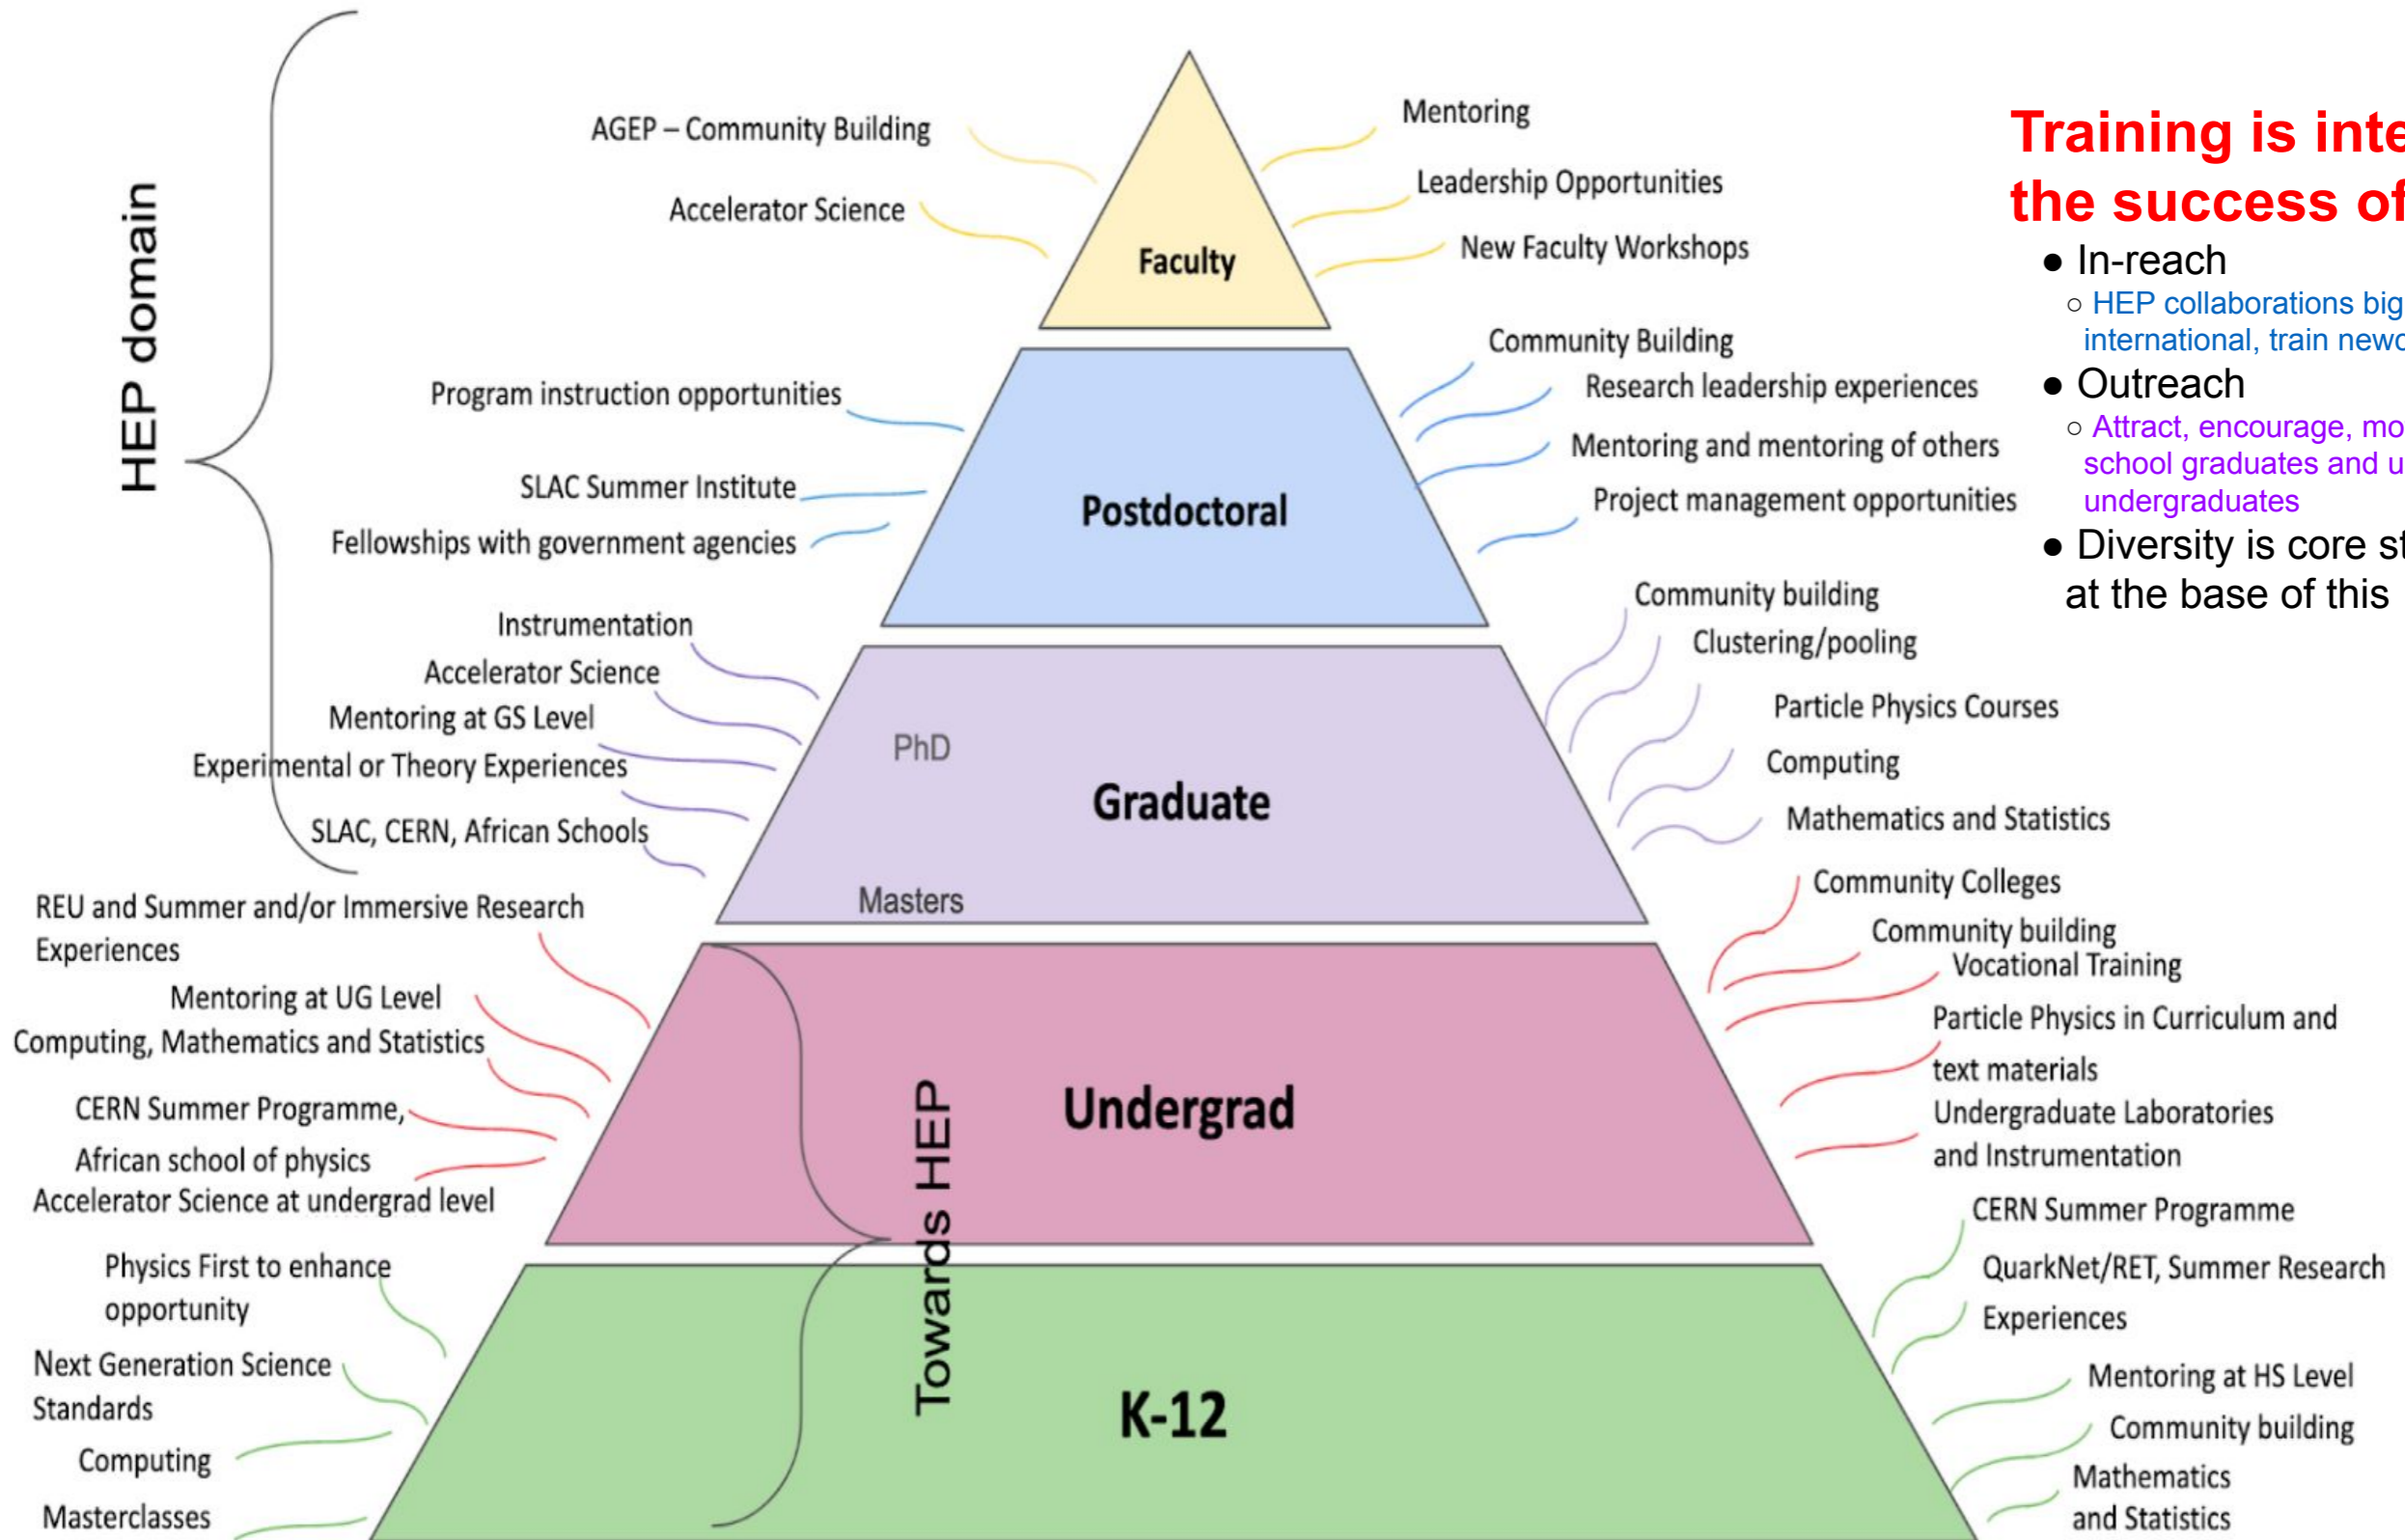 HEP domain
AGEP – Community Building
Accelerator Science
Mentoring
Leadership Opportunities
New Faculty Workshops
Faculty
Program instruction opportunities
SLAC Summer Institute
Fellowships with government agencies
Community Building
Research leadership experiences
Mentoring and mentoring of others
Project management opportunities
Postdoctoral
Instrumentation
Accelerator Science
Mentoring at GS Level
Experimental or Theory Experiences
SLAC, CERN, African Schools
Community building
Clustering/pooling
Particle Physics Courses
Computing
Mathematics and Statistics
PhD
Graduate
Masters
REU and Summer and/or Immersive Research
Experiences
Mentoring at UG Level
Computing, Mathematics and Statistics
CERN Summer Programme,
African school of physics
Accelerator Science at undergrad level
Community Colleges
Community building
Vocational Training
Particle Physics in Curriculum and
text materials
Undergraduate Laboratories
and Instrumentation
Undergrad
Towards HEP
Physics First to enhance
opportunity
Next Generation Science
Standards
Computing
Masterclasses
CERN Summer Programme
QuarkNet/RET, Summer Research
Experiences
Mentoring at HS Level
Community building
Mathematics
and Statistics
K-12
Training is
the success of
● In-reach
○ HEP collaborations big
international, train
● Outreach
○ Attract, encourage,
school graduates and
undergraduates
● Diversity is core
at the base of this